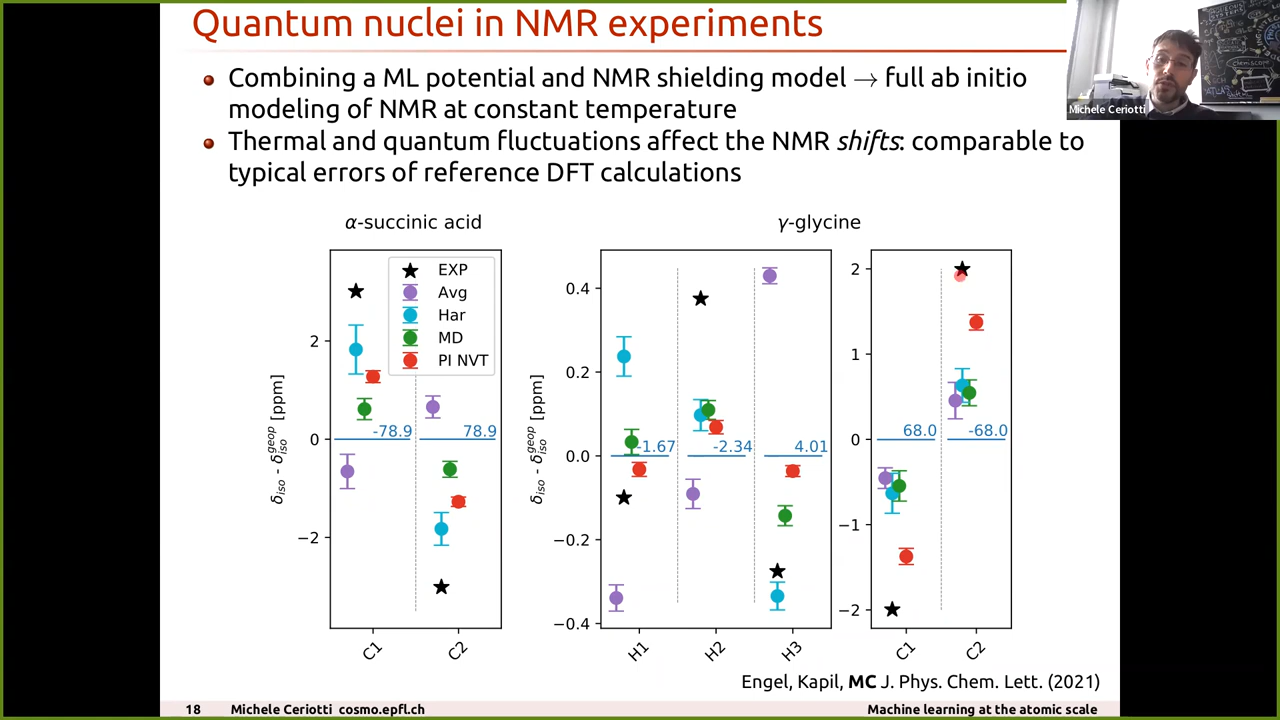 Quantum nuclei in NMR experiments
Combining a ML potential and NMR shielding model → full ab initio
modeling of NMR at constant temperature
Thermal and quantum fluctuations affect the NMR shifts: comparable to
typical errors of reference DFT calculations
Michele Ceriotti
chemiscope
α-succinic acid
γ-glycine
EXP
Avg
Har
MD
PI NVT
δiso - δiso^geop [ppm]
2
0
−2
-78.9
78.9
C1
C2
δiso - δiso^geop [ppm]
0.4
0.2
0.0
−0.2
−0.4
-1.67
-2.34
4.01
H1
H2
H3
2
1
0
−1
−2
68.0
-68.0
C1
C2
Engel, Kapil, MC J. Phys. Chem. Lett. (2021)
18 Michele Ceriotti cosmo.epfl.ch Machine learning at the atomic scale